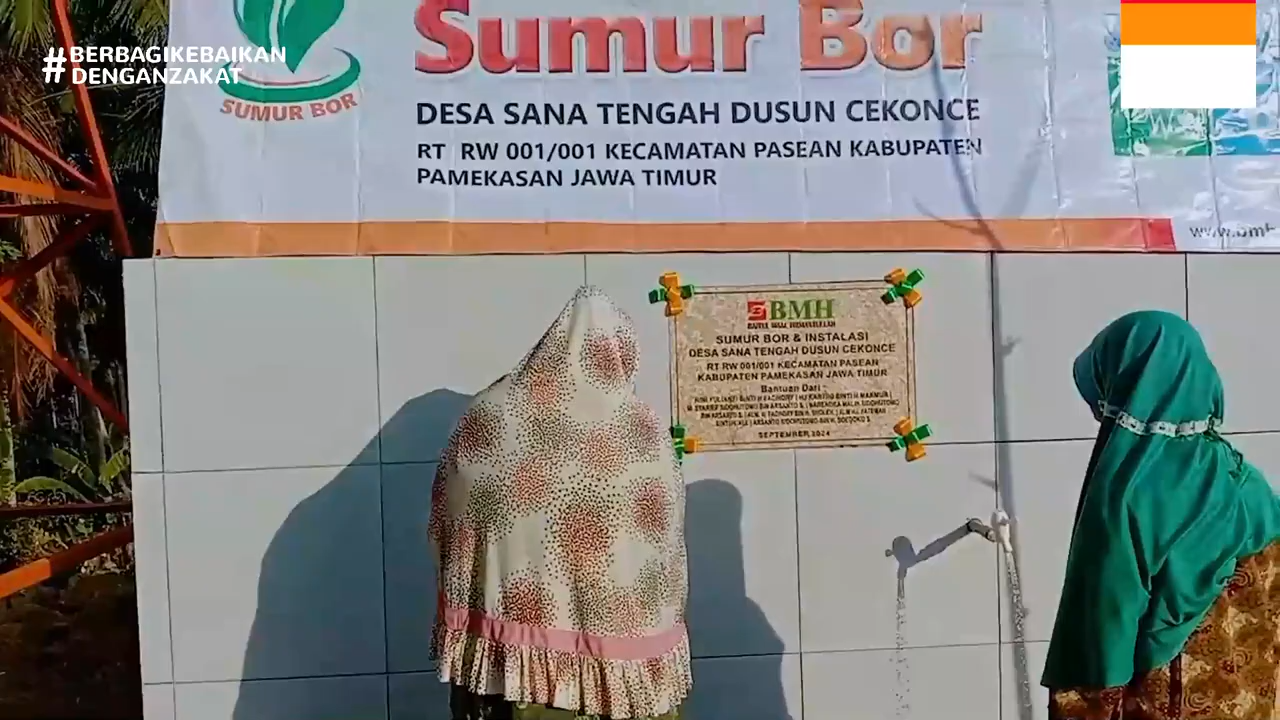 #BERBAGIKEBAIKAN
DENGANZAKAT
SUMUR BOR
Sumur Bor
DESA SANA TENGAH DUSUN CEKONCE
RT RW 001/001 KECAMATAN PASEAN KABUPATEN
PAMEKASAN JAWA TIMUR
BMH
SUMUR BOR & INSTALASI
DESA SANA TENGAH DUSUN CEKONCE
RT RW 001/001 KECAMATAN PASEAN
KABUPATEN PAMEKASAN JAWA TIMUR
Bantuan Dari :
SEPTEMBER 2024